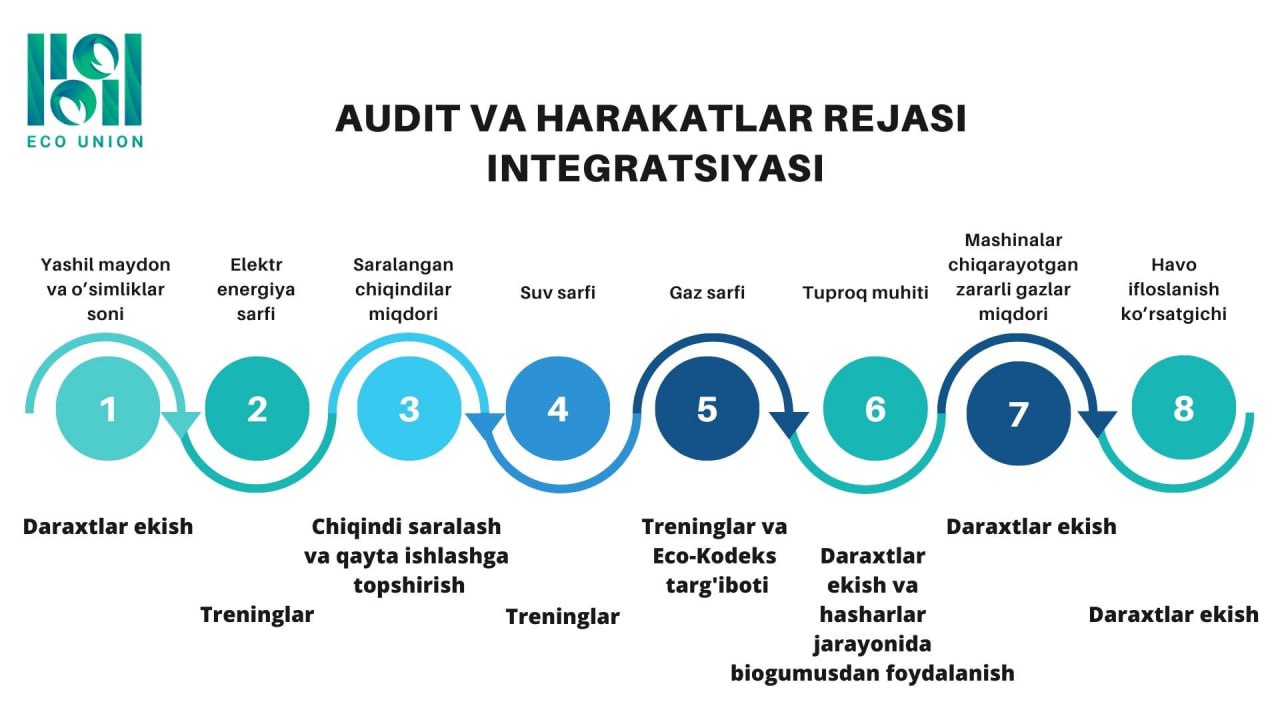 ECO UNION
AUDIT VA HARAKATLAR REJASI
INTEGRATSIYASI
Yashil maydon
va o’simliklar
soni
Elektr
energiya
sarfi
Saralangan
chiqindilar
miqdori
Suv sarfi
Gaz sarfi
Tuproq muhiti
Mashinalar
chiqarayotgan
zararli gazlar
miqdori
Havo
ifloslanish
ko’rsatgichi
1
2
3
4
5
6
7
8
Daraxtlar ekish
Treninglar
Chiqindi saralash
va qayta ishlashga
topshirish
Treninglar
Treninglar va
Eco-Kodeks
targ'iboti
Daraxtlar
ekish va
hasharlar
jarayonida
biogumusdan foydalanish
Daraxtlar ekish
Daraxtlar ekish